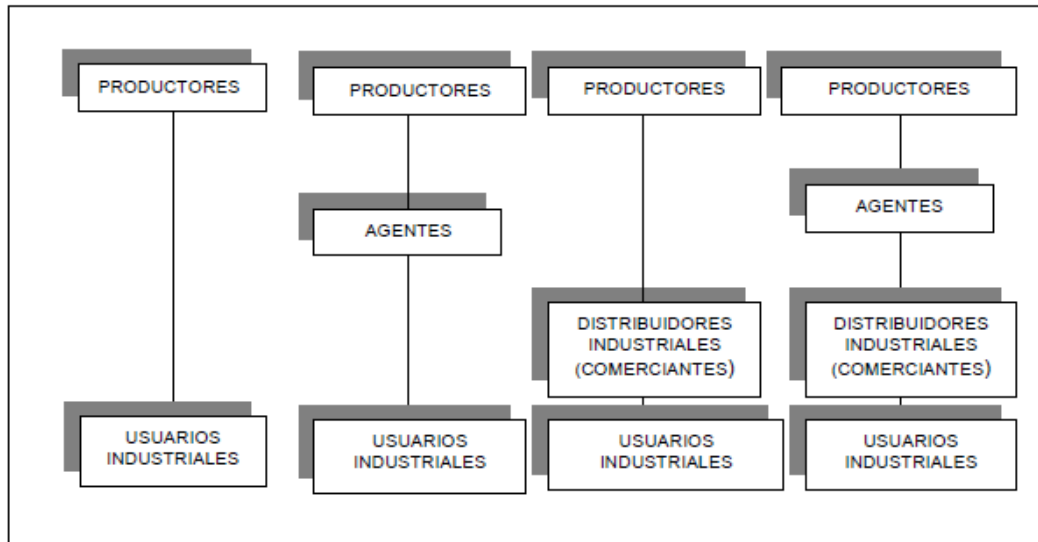 PRODUCTORES
PRODUCTORES
PRODUCTORES
PRODUCTORES
AGENTES
AGENTES
DISTRIBUIDORES
INDUSTRIALES
(COMERCIANTES)
DISTRIBUIDORES
INDUSTRIALES
(COMERCIANTES)
USUARIOS
INDUSTRIALES
USUARIOS
INDUSTRIALES
USUARIOS
INDUSTRIALES
USUARIOS
INDUSTRIALES